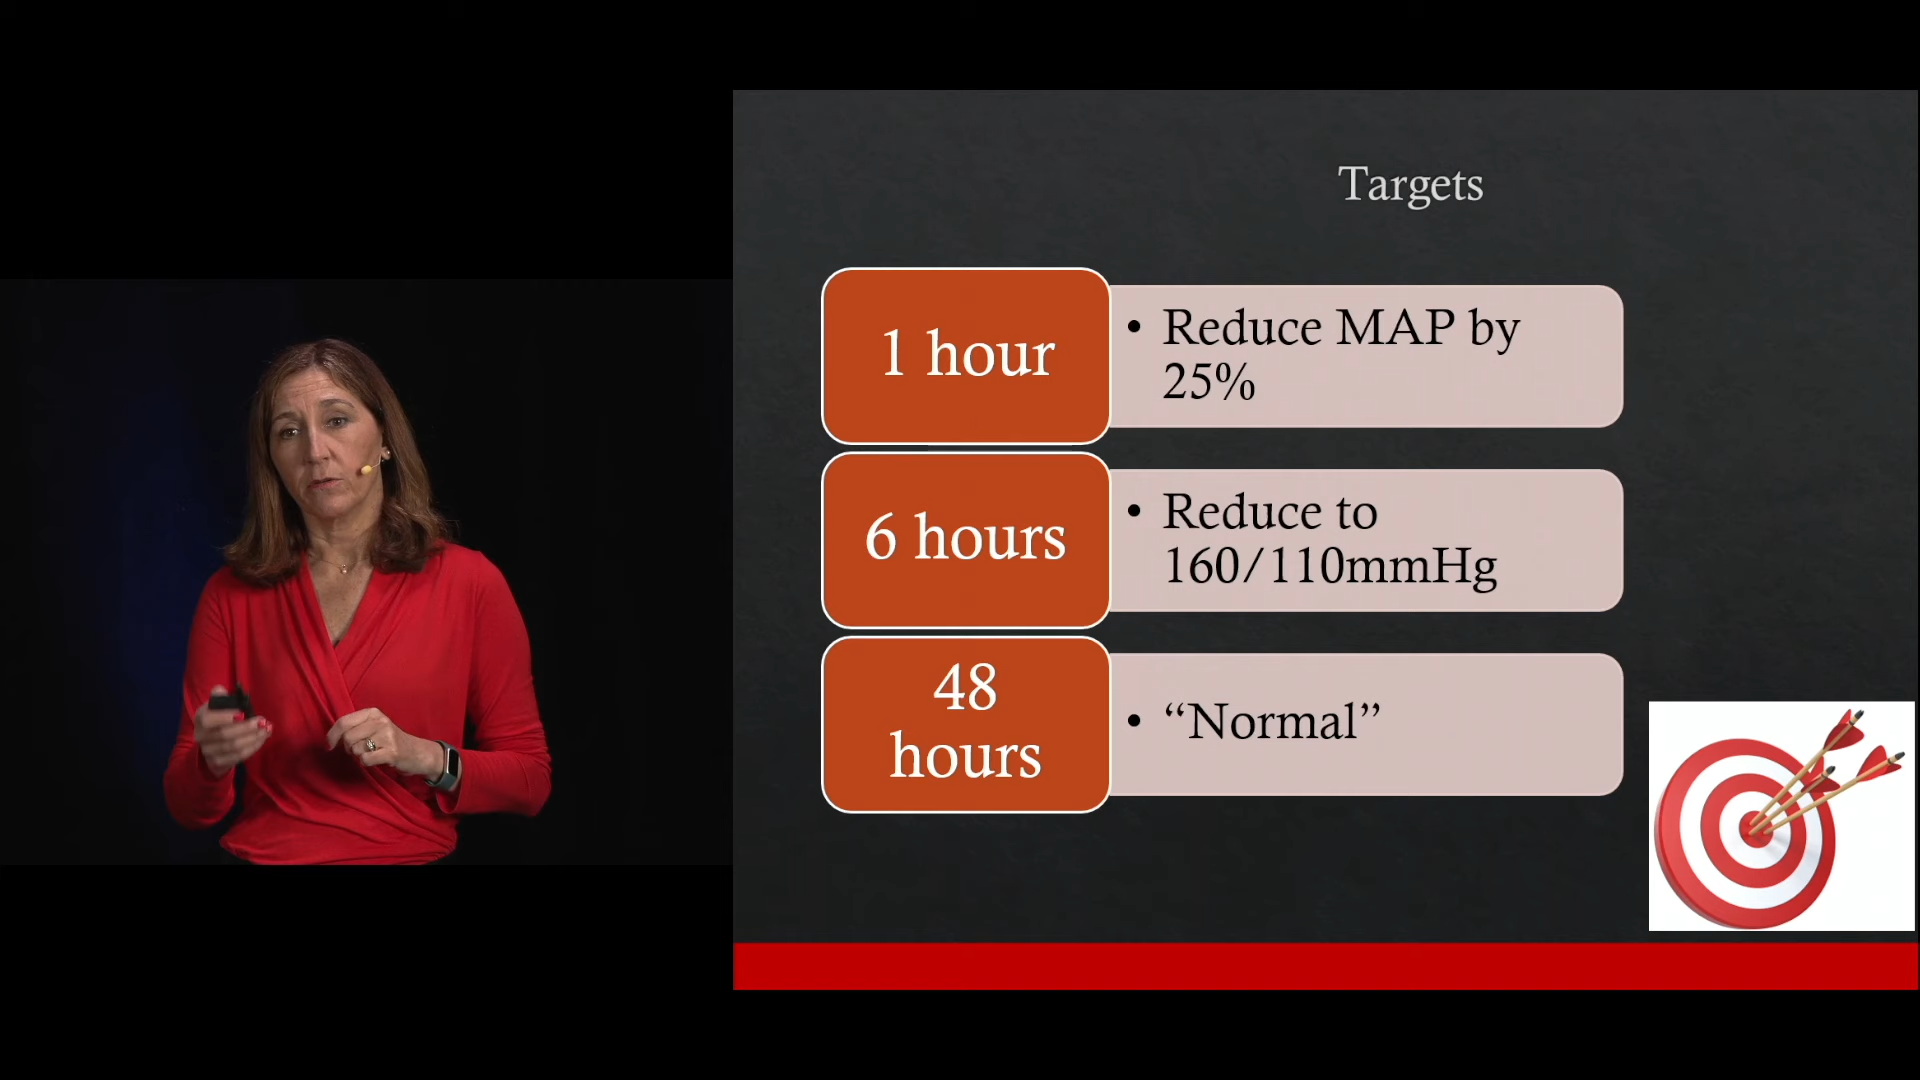 Targets
1 hour
• Reduce MAP by
25%
6 hours
• Reduce to
160/110mmHg
48
hours
• “Normal”